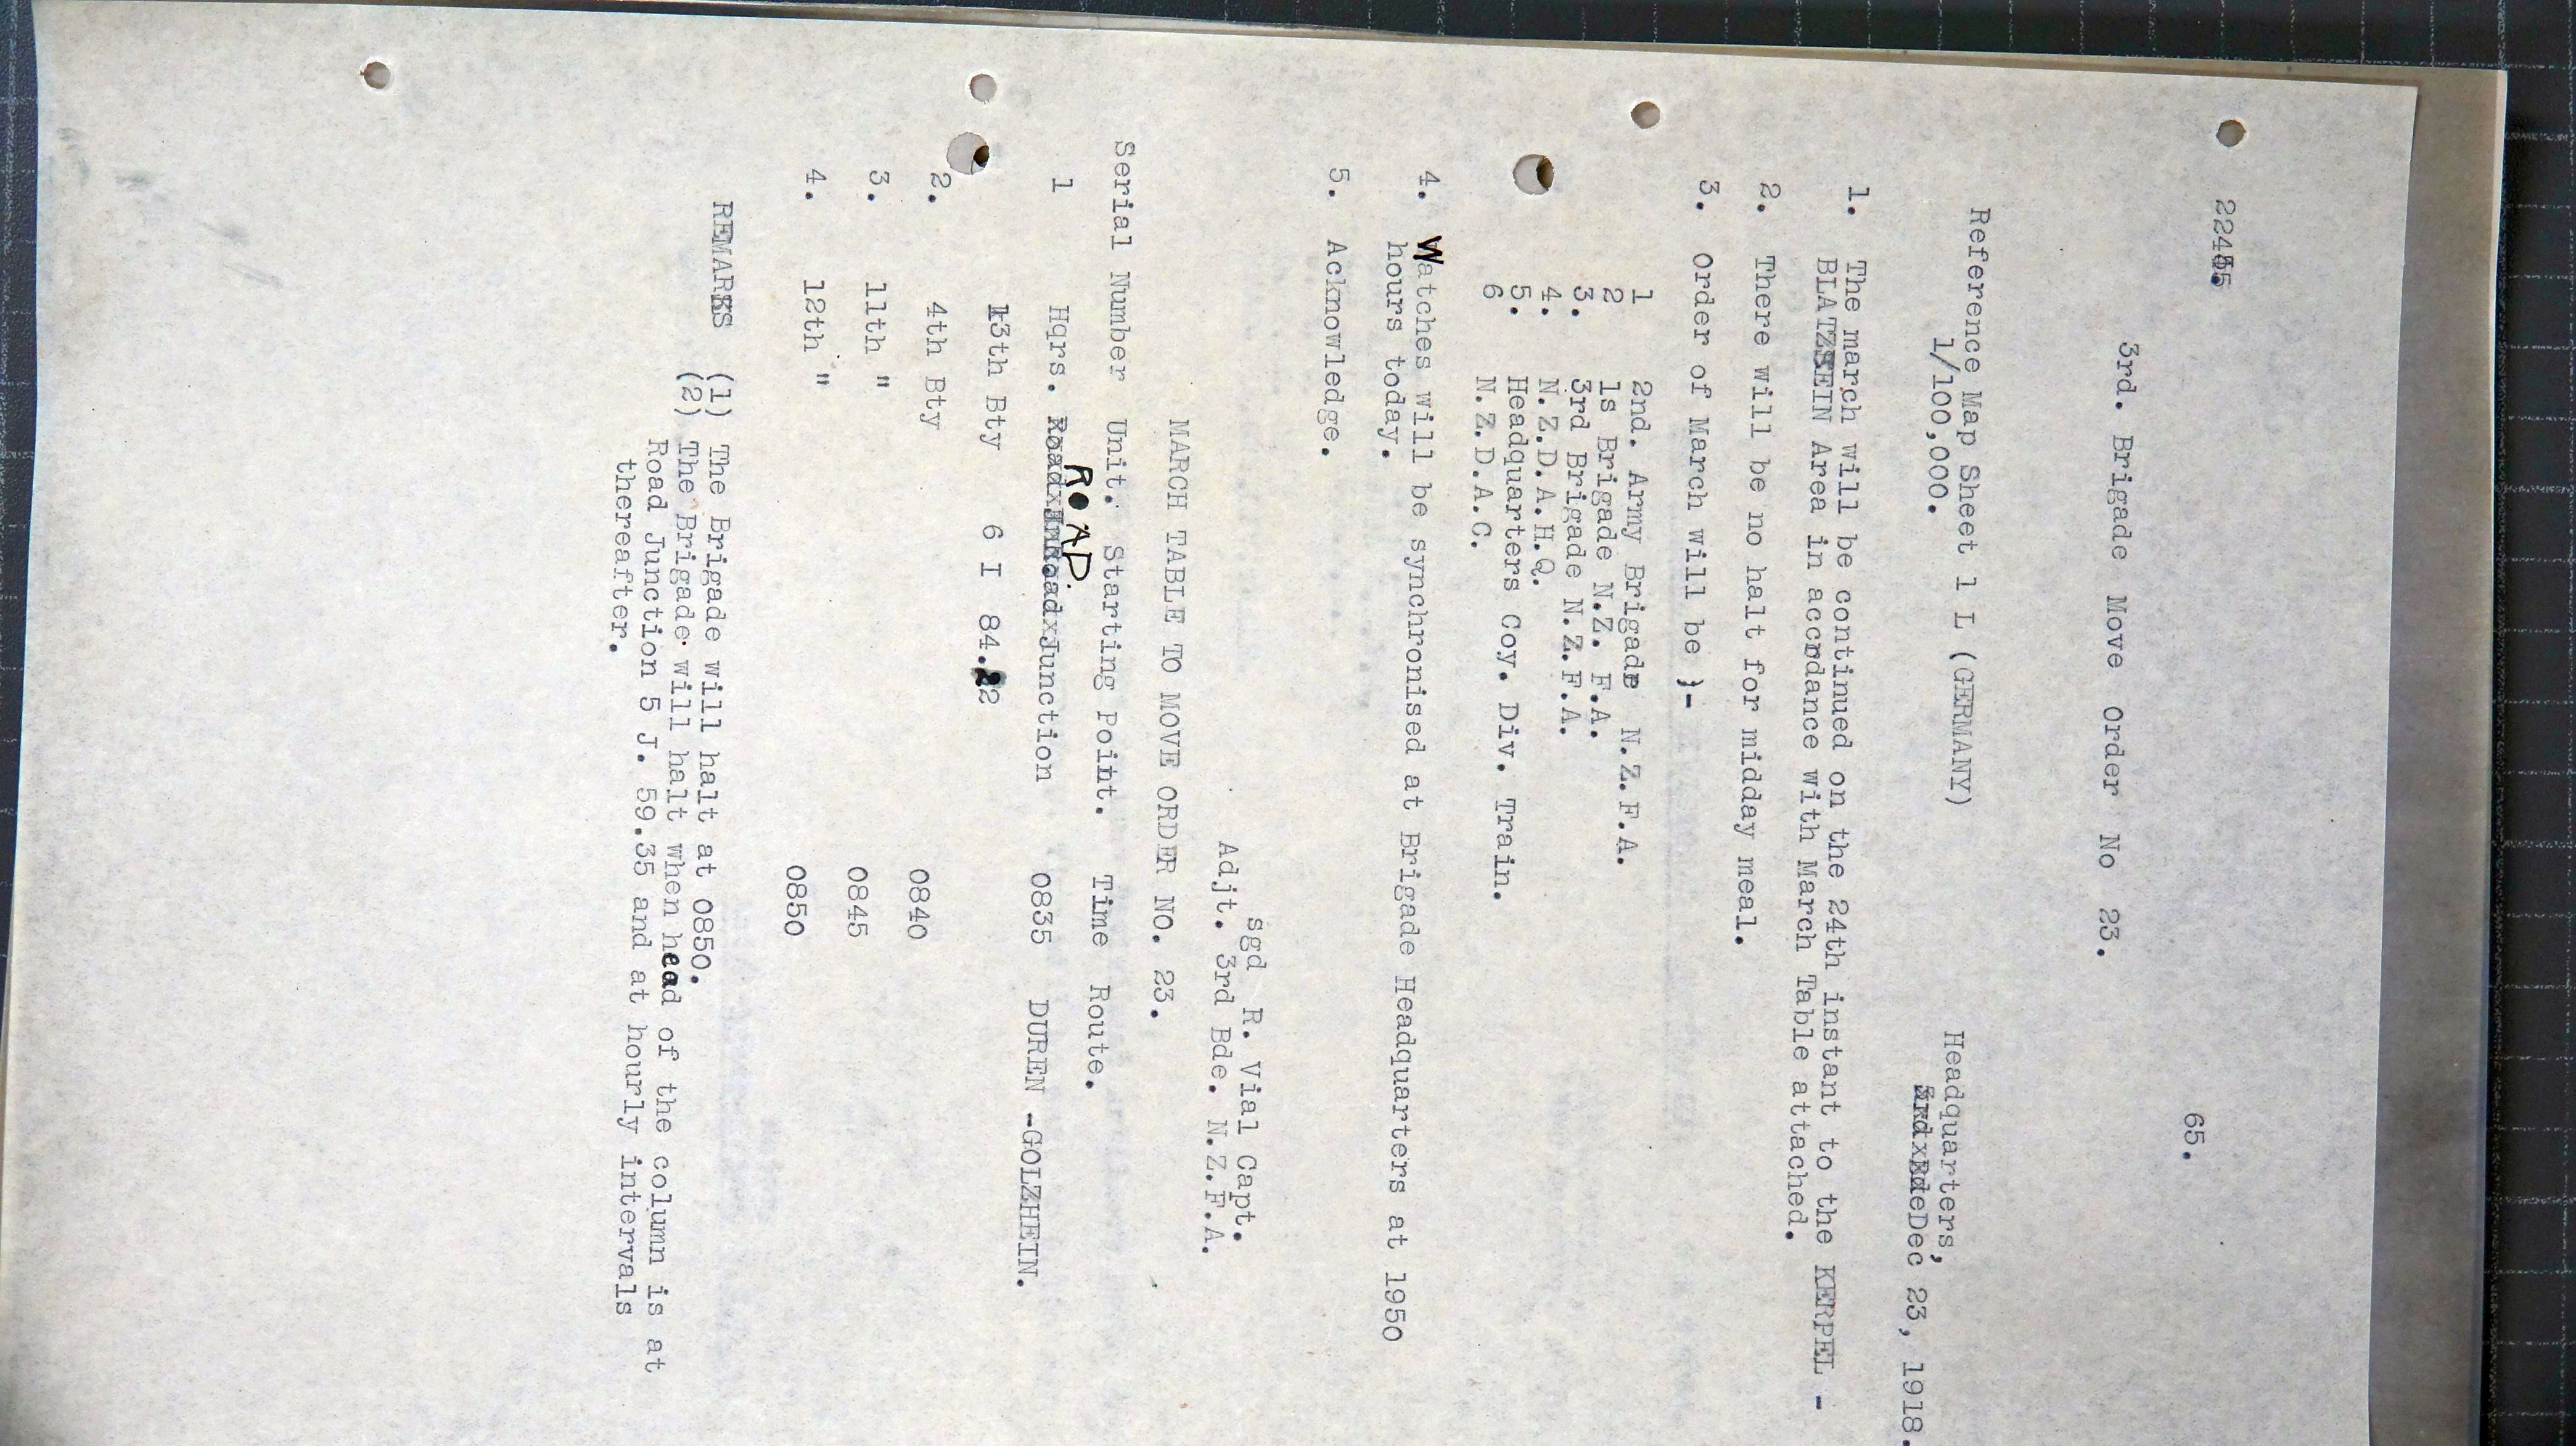 65.
3rd. Brigade Move Order No 23.
Reference Map Sheet 1 L (GERMANY)
1/100,000.
Headquarters,
Dec 23, 1918.
1. The march will be continued on the 24th instant to the KERPEL -
BLATZSEIN Area in accrdance with March Table attached.
2. There will be no halt for midday meal.
3. Order of March will be ;-
1 2nd. Army Brigade N.Z.F.A.
2 1s Brigade N.Z. F.A.
3. 3rd Brigade N.Z.F.A.
4. N.Z.D.A.H.Q.
5. Headquarters Coy. Div. Train.
6 N.Z.D.A.C.
4. Watches will be synchronised at Brigade Headquarters at 1950
hours today.
5. Acknowledge.
sgd R. Vial Capt.
Adjt. 3rd Bde. N.Z.F.A.
MARCH TABLE TO MOVE ORDER NO. 23.
Serial Number Unit. Starting Point. Time Route.
ROAD.
1 Hqrs. Junction 0835 DUREN -GOLZHEIN.
13th Bty 6 I 84.22
2. 4th Bty 0840
3. 11th " 0845
4. 12th " 0850
REMARKS (1) The Brigade will halt at 0850.
(2) The Brigade will halt when head of the column is at
Road Junction 5 J. 59.35 and at hourly intervals
thereafter.